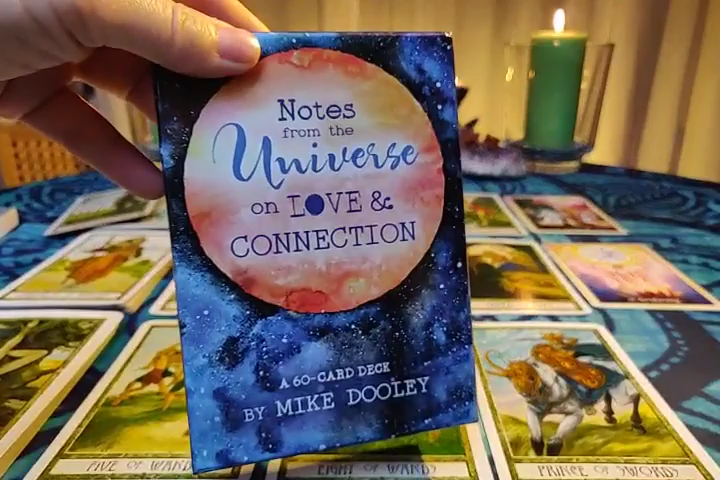 Notes
from the
Universe
on LOVE &
CONNECTION
A 60-CARD DECK
BY MIKE DOOLEY
FIVE OF WANDS
EIGHT OF WANDS
PRINCE OF SWORDS